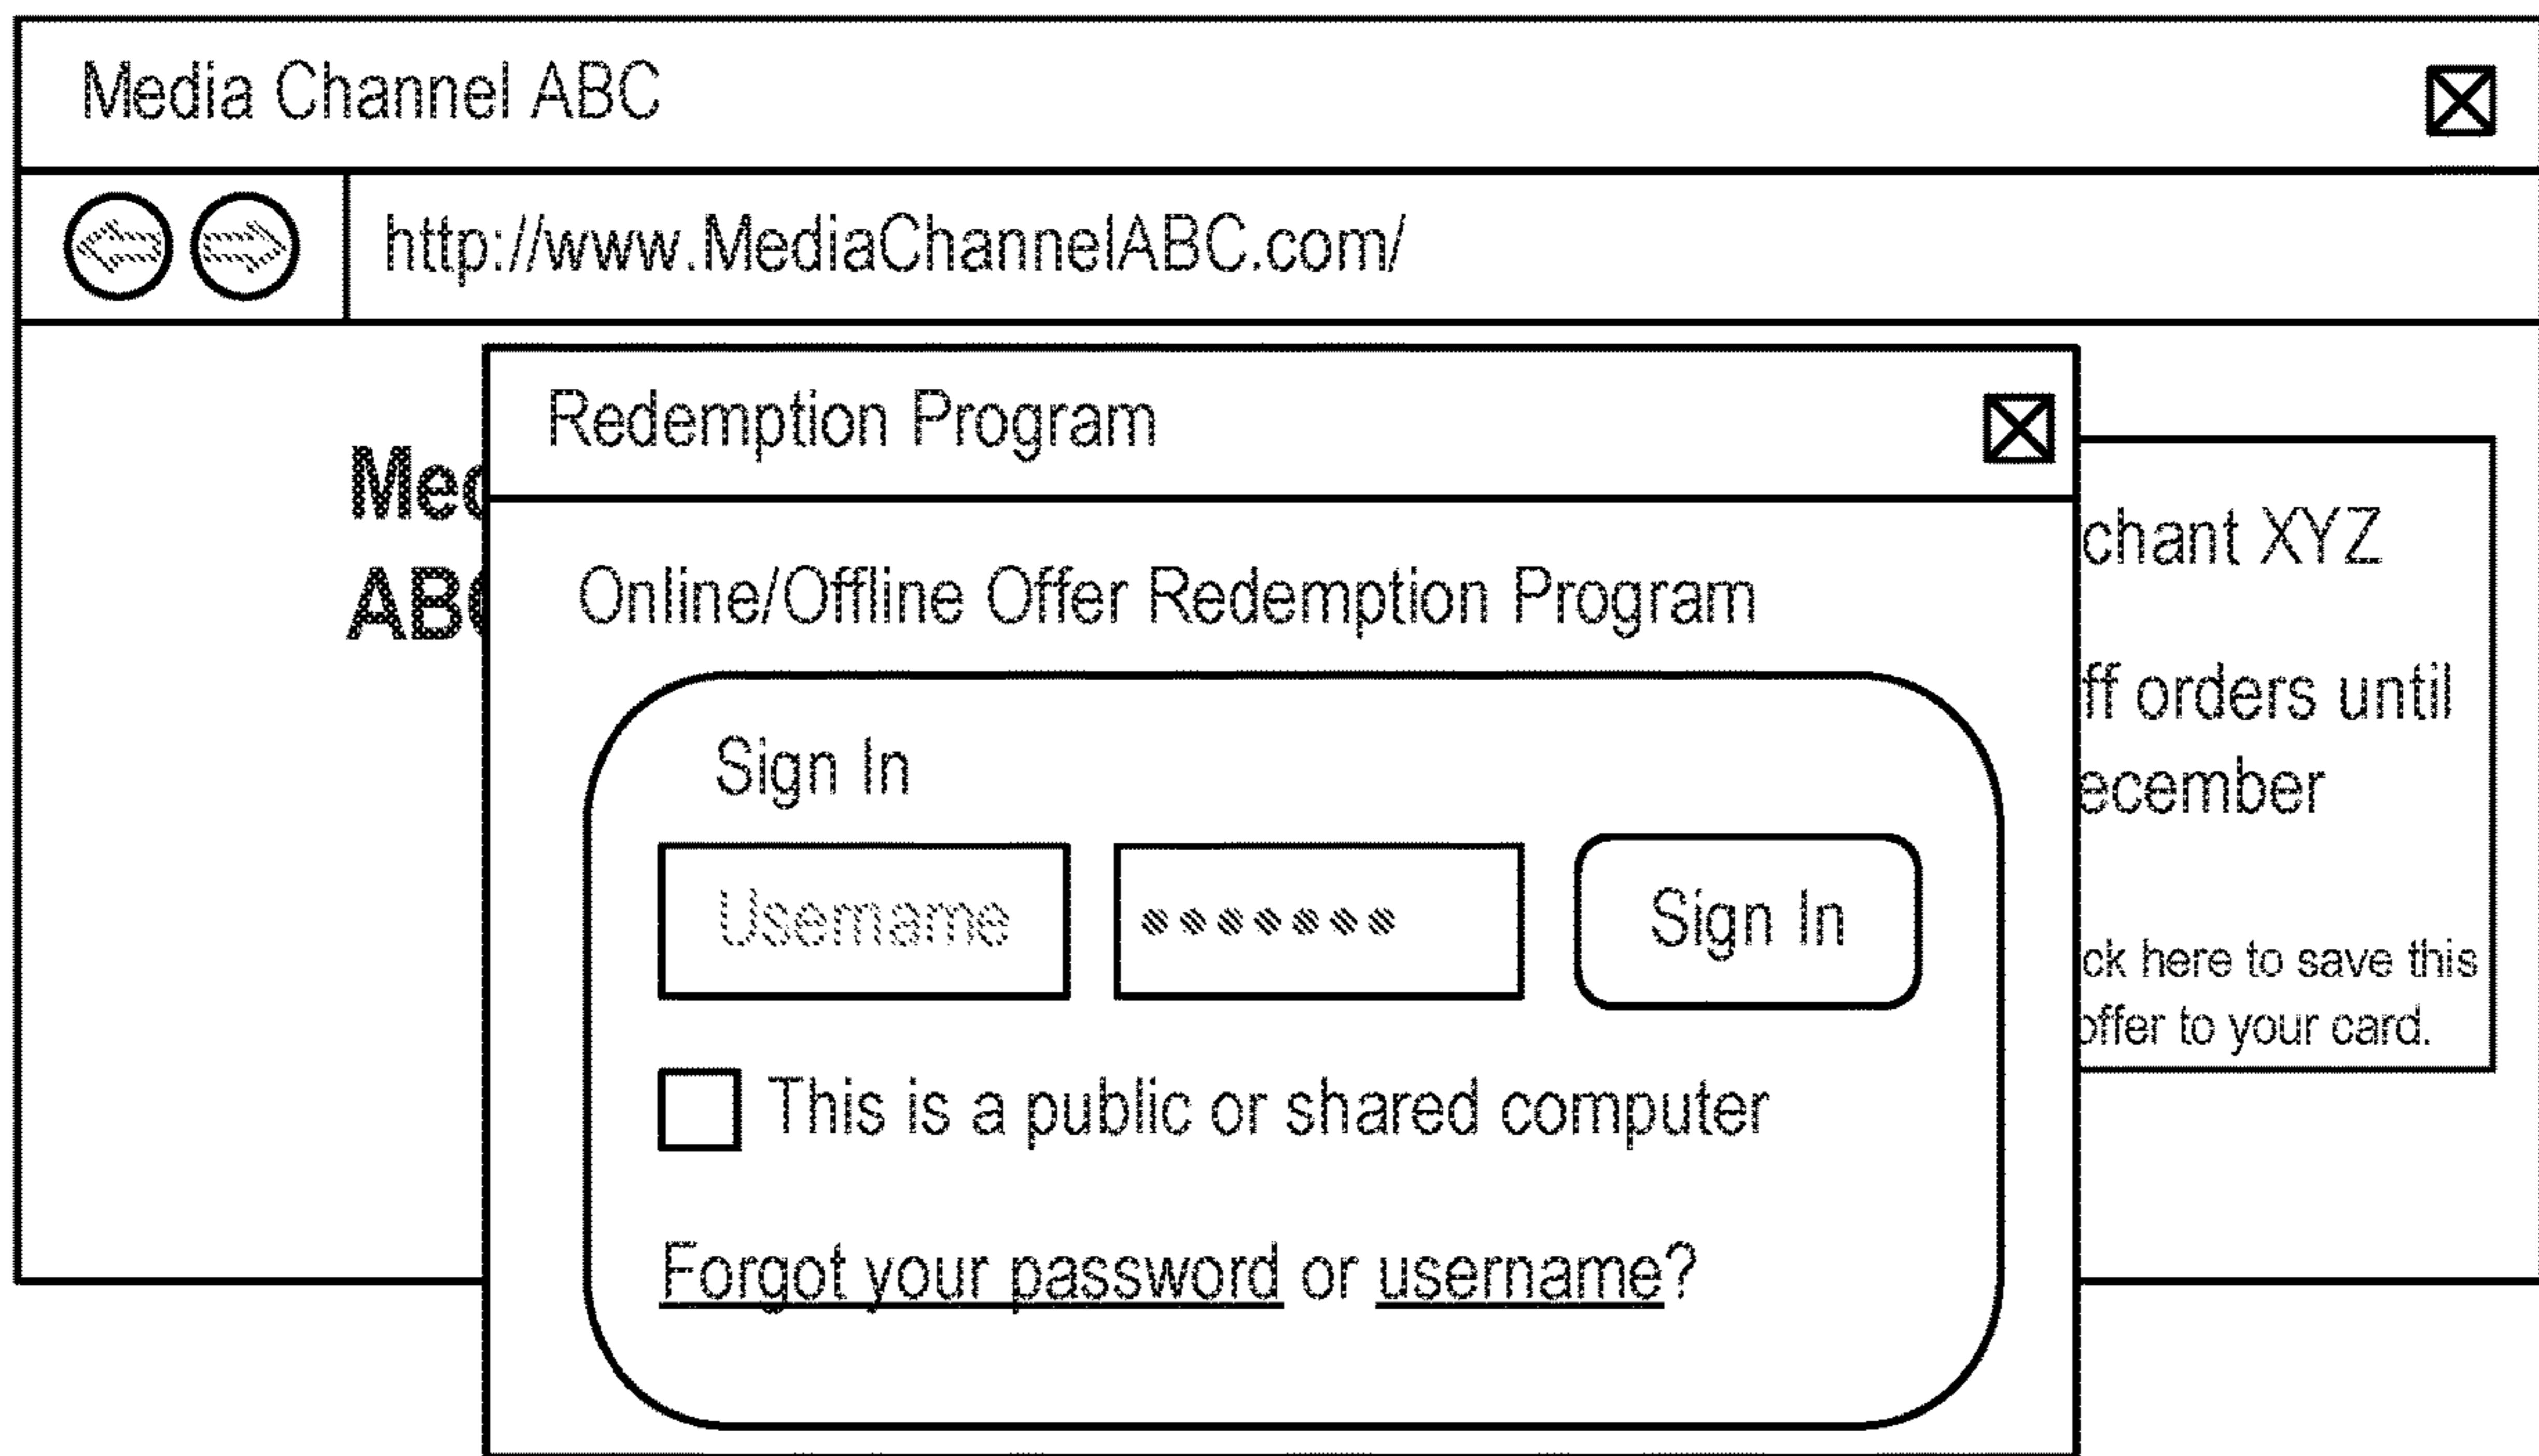 Media Channel ABC
http://www.MediaChannelABC.com/
Redemption Program
Med
ABC
Online/Offline Offer Redemption Program
Sign In
Username ••••••• Sign In
This is a public or shared computer
Forgot your password or username?
chant XYZ
ff orders until
ecember
ck here to save this
offer to your card.